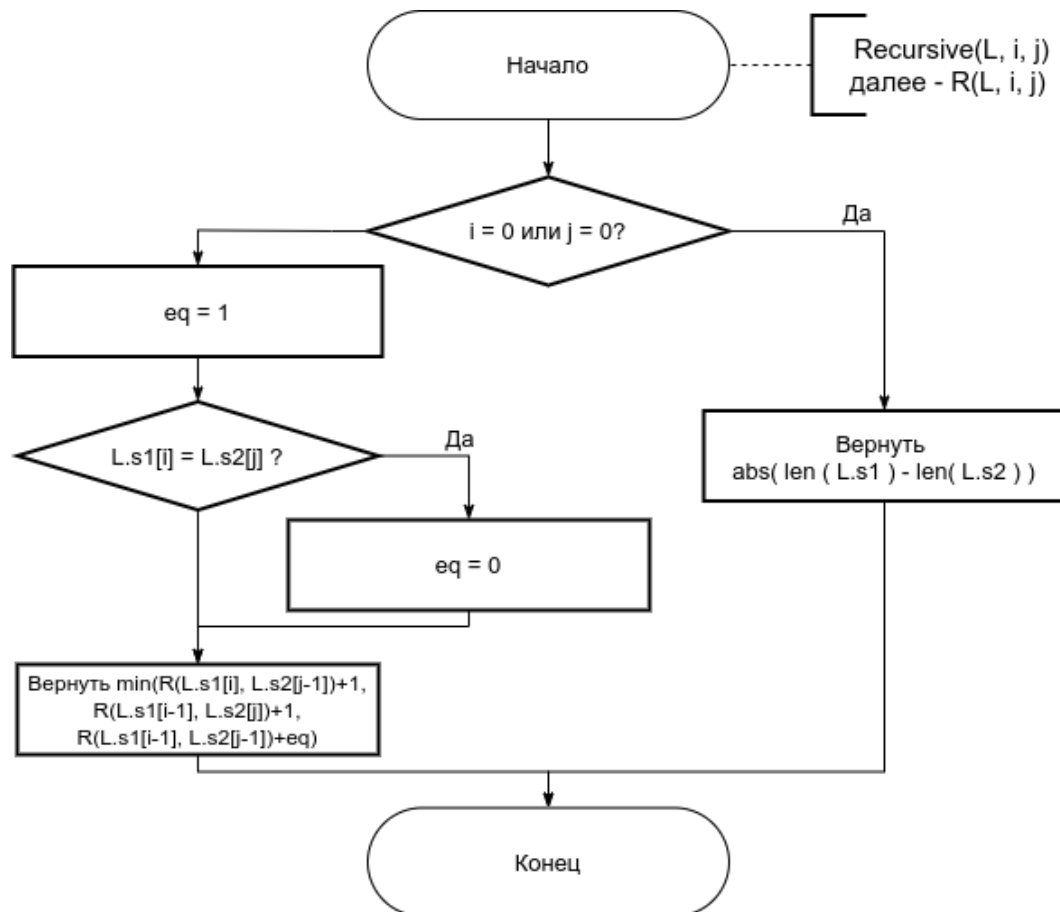 Начало
Recursive(L, i, j)
далее - R(L, i, j)
i = 0 или j = 0?
Да
eq = 1
L.s1[i] = L.s2[j] ?
Да
Вернуть
abs( len ( L.s1 ) - len( L.s2 ) )
eq = 0
Вернуть min(R(L.s1[i], L.s2[j-1])+1,
R(L.s1[i-1], L.s2[j])+1,
R(L.s1[i-1], L.s2[j-1])+eq)
Конец